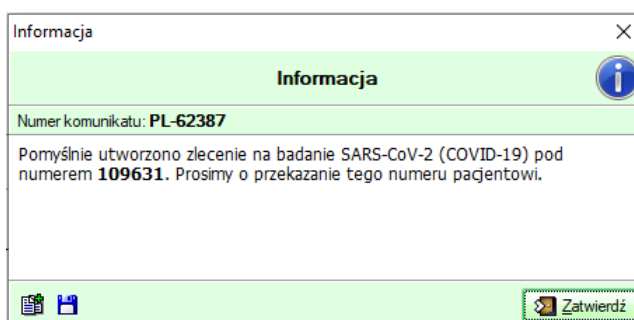 Informacja
Informacja
Numer komunikatu: PL-62387
Pomyślnie utworzono zlecenie na badanie SARS-CoV-2 (COVID-19) pod
numerem 109631. Prosimy o przekazanie tego numeru pacjentowi.
Zatwierdź